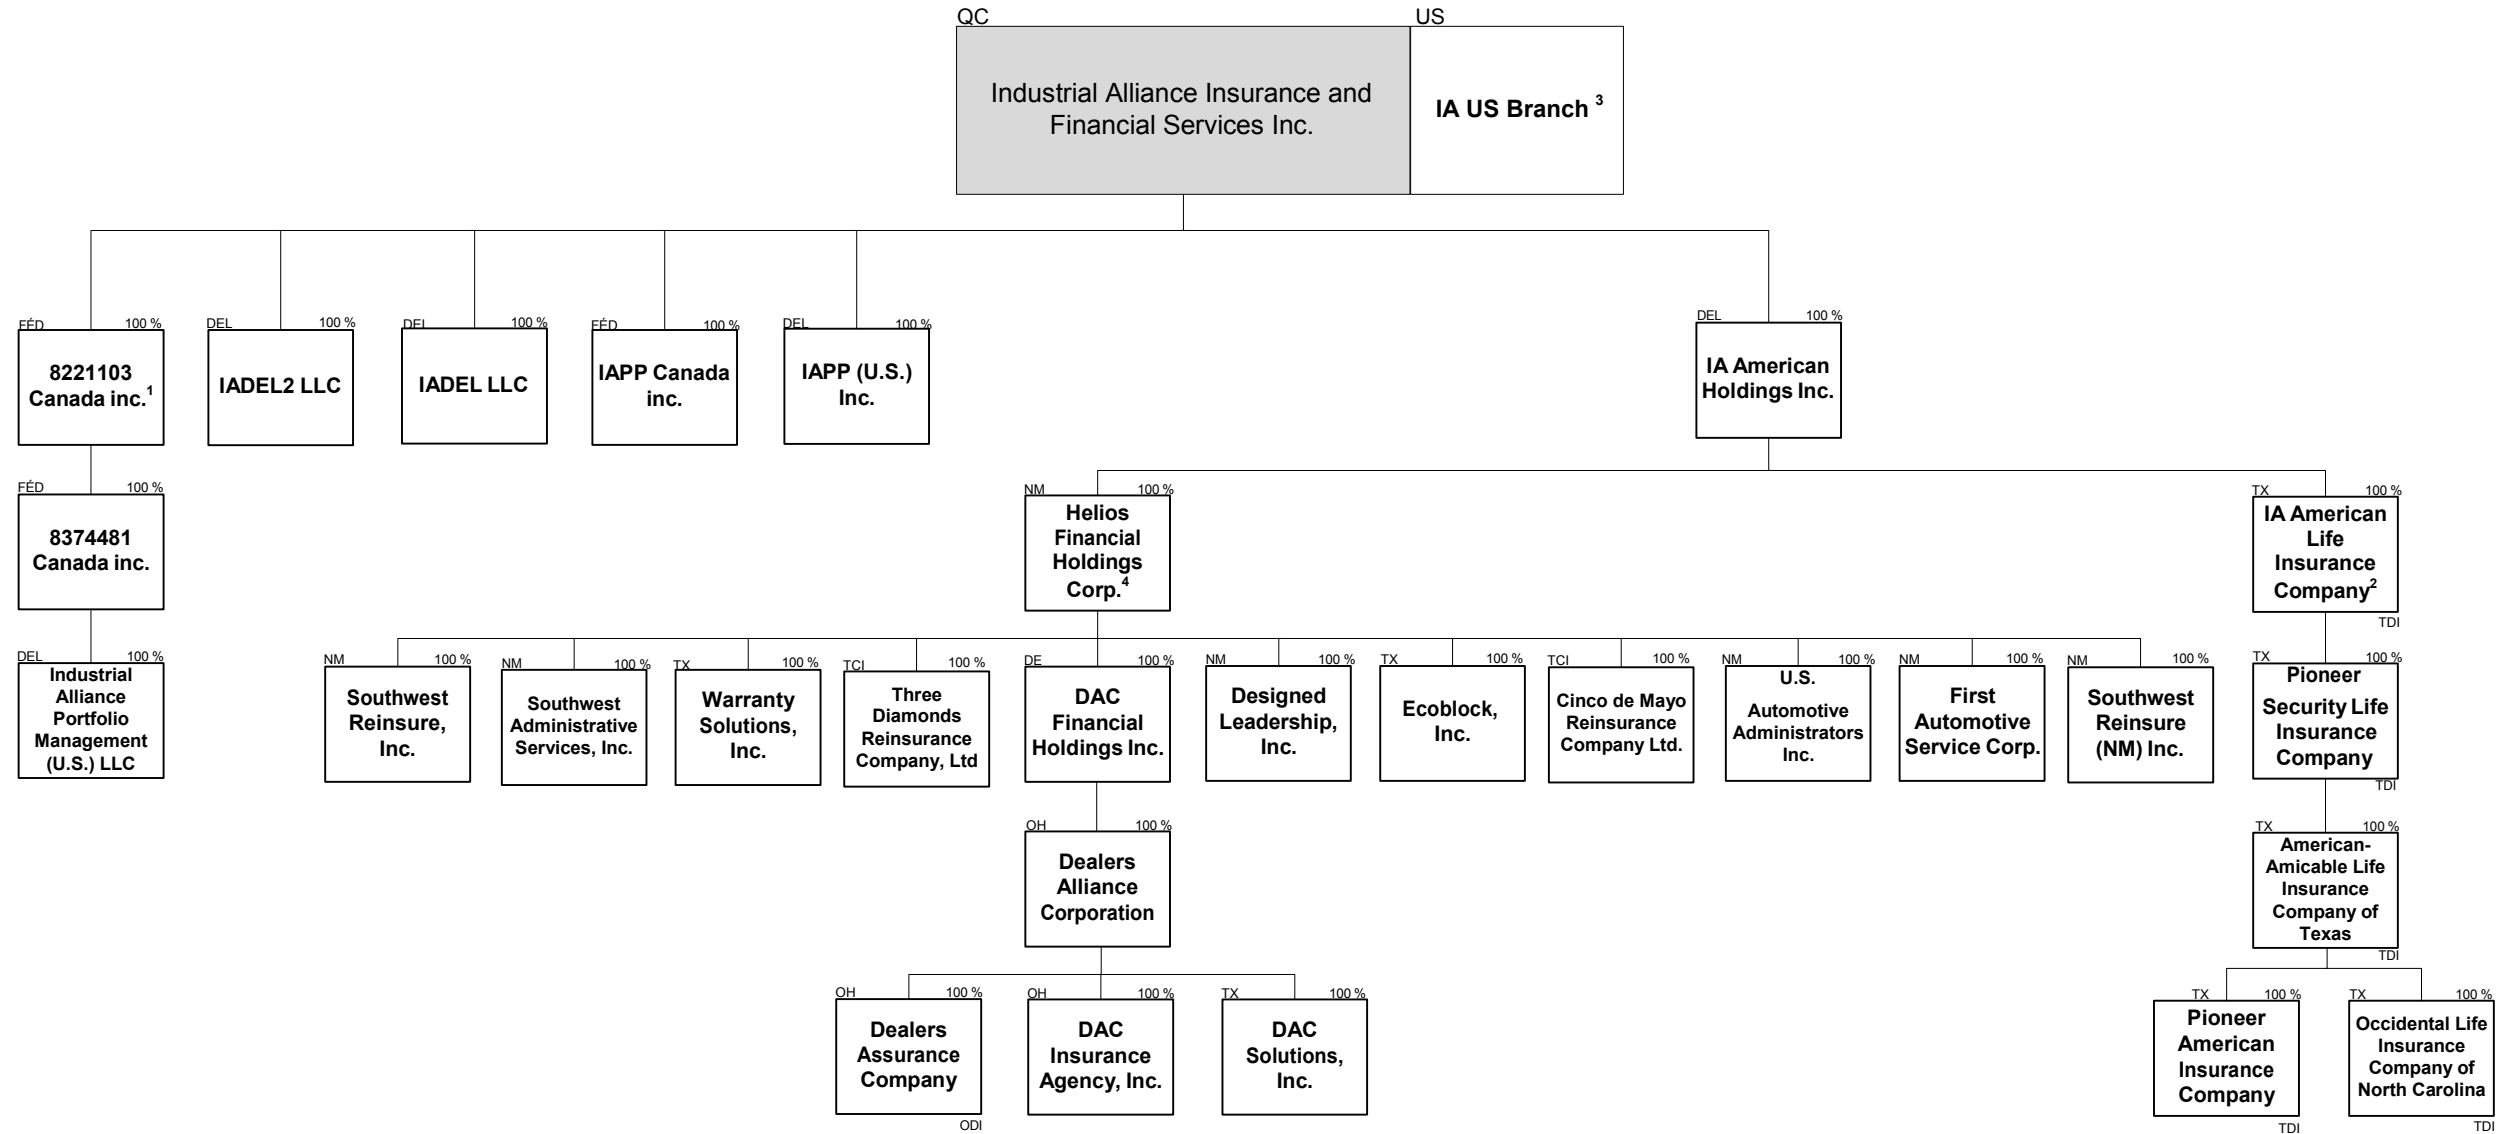 QC
US
Industrial Alliance Insurance and
Financial Services Inc.
IA US Branch 3
FÉD 100 %
8221103
Canada inc.1
DEL 100 %
IADEL2 LLC
DEL 100 %
IADEL LLC
FÉD 100 %
IAPP Canada
inc.
DEL 100 %
IAPP (U.S.)
Inc.
DEL 100 %
IA American
Holdings Inc.
FÉD 100 %
8374481
Canada inc.
NM 100 %
Helios
Financial
Holdings
Corp.4
TX 100 %
IA American
Life
Insurance
Company2
TDI
DEL 100 %
Industrial
Alliance
Portfolio
Management
(U.S.) LLC
NM 100 %
Southwest
Reinsure,
Inc.
NM 100 %
Southwest
Administrative
Services, Inc.
TX 100 %
Warranty
Solutions,
Inc.
TCI 100 %
Three
Diamonds
Reinsurance
Company, Ltd
DE 100 %
DAC
Financial
Holdings Inc.
NM 100 %
Designed
Leadership,
Inc.
TX 100 %
Ecoblock,
Inc.
TCI 100 %
Cinco de Mayo
Reinsurance
Company Ltd.
NM 100 %
U.S.
Automotive
Administrators
Inc.
NM 100 %
First
Automotive
Service Corp.
NM 100 %
Southwest
Reinsure
(NM) Inc.
TX 100 %
Pioneer
Security Life
Insurance
Company
TDI
OH 100 %
Dealers
Alliance
Corporation
TX 100 %
American-
Amicable Life
Insurance
Company of
Texas
TDI
OH 100 %
Dealers
Assurance
Company
ODI
OH 100 %
DAC
Insurance
Agency, Inc.
TX 100 %
DAC
Solutions,
Inc.
TX 100 %
Pioneer
American
Insurance
Company
TDI
TX 100 %
Occidental Life
Insurance
Company of
North Carolina
TDI